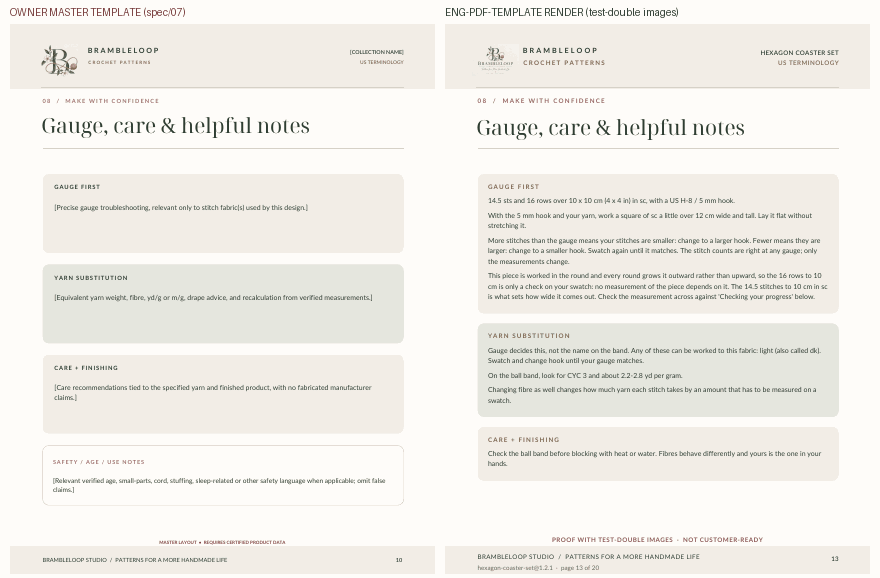 OWNER MASTER TEMPLATE (spec/07)
BRAMBLELOOP
CROCHET PATTERNS
[COLLECTION NAME]
US TERMINOLOGY
08 / MAKE WITH CONFIDENCE
Gauge, care & helpful notes
GAUGE FIRST
[Precise gauge troubleshooting, relevant only to stitch fabric(s) used by this design.]
YARN SUBSTITUTION
[Equivalent yarn weight, fibre, yd/g or m/g, drape advice, and recalculation from verified measurements.]
CARE + FINISHING
[Care recommendations tied to the specified yarn and finished product, with no fabricated manufacturer
claims.]
SAFETY / AGE / USE NOTES
[Relevant verified age, small-parts, cord, stuffing, sleep-related or other safety language when applicable; omit false
claims.]
MASTER LAYOUT • REQUIRES CERTIFIED PRODUCT DATA
BRAMBLELOOP STUDIO / PATTERNS FOR A MORE HANDMADE LIFE
10
ENG-PDF-TEMPLATE RENDER (test-double images)
BRAMBLELOOP
BRAMBLELOOP
CROCHET PATTERNS
HEXAGON COASTER SET
US TERMINOLOGY
08 / MAKE WITH CONFIDENCE
Gauge, care & helpful notes
GAUGE FIRST
14.5 sts and 16 rows over 10 x 10 cm (4 x 4 in) in sc, with a US H-8 / 5 mm hook.
With the 5 mm hook and your yarn, work a square of sc a little over 12 cm wide and tall. Lay it flat without
stretching it.
More stitches than the gauge means your stitches are smaller: change to a larger hook. Fewer means they are
larger: change to a smaller hook. Swatch again until it matches. The stitch counts are right at any gauge; only
the measurements change.
This piece is worked in the round and every round grows it outward rather than upward, so the 16 rows to 10
cm is only a check on your swatch: no measurement of the piece depends on it. The 14.5 stitches to 10 cm in sc
is what sets how wide it comes out. Check the measurement across against 'Checking your progress' below.
YARN SUBSTITUTION
Gauge decides this, not the name on the band. Any of these can be worked to this fabric: light (also called dk).
Swatch and change hook until your gauge matches.
On the ball band, look for CYC 3 and about 2.2-2.8 yd per gram.
Changing fibre as well changes how much yarn each stitch takes by an amount that has to be measured on a
swatch.
CARE + FINISHING
Check the ball band before blocking with heat or water. Fibres behave differently and yours is the one in your
hands.
PROOF WITH TEST-DOUBLE IMAGES - NOT CUSTOMER-READY
BRAMBLELOOP STUDIO / PATTERNS FOR A MORE HANDMADE LIFE
13
hexagon-coaster-set@1.2.1 - page 13 of 20